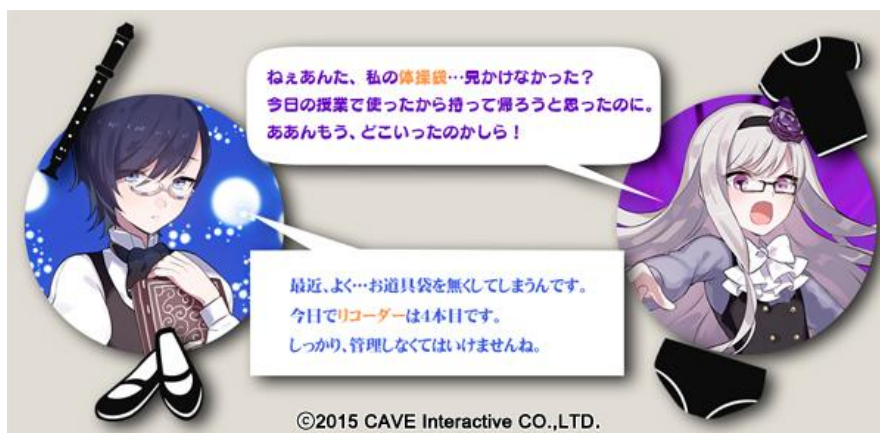 ねぇあんた、私の体操袋…見かけなかった？
今日の授業で使ったから持って帰ろうと思ったのに。
ああんもう、どこいったのかしら！
最近、よく…お道具袋を無くしてしまうんです。
今日でリコーダーは4本目です。
しっかり、管理しなくてはいけませんね。
©2015 CAVE Interactive CO.,LTD.